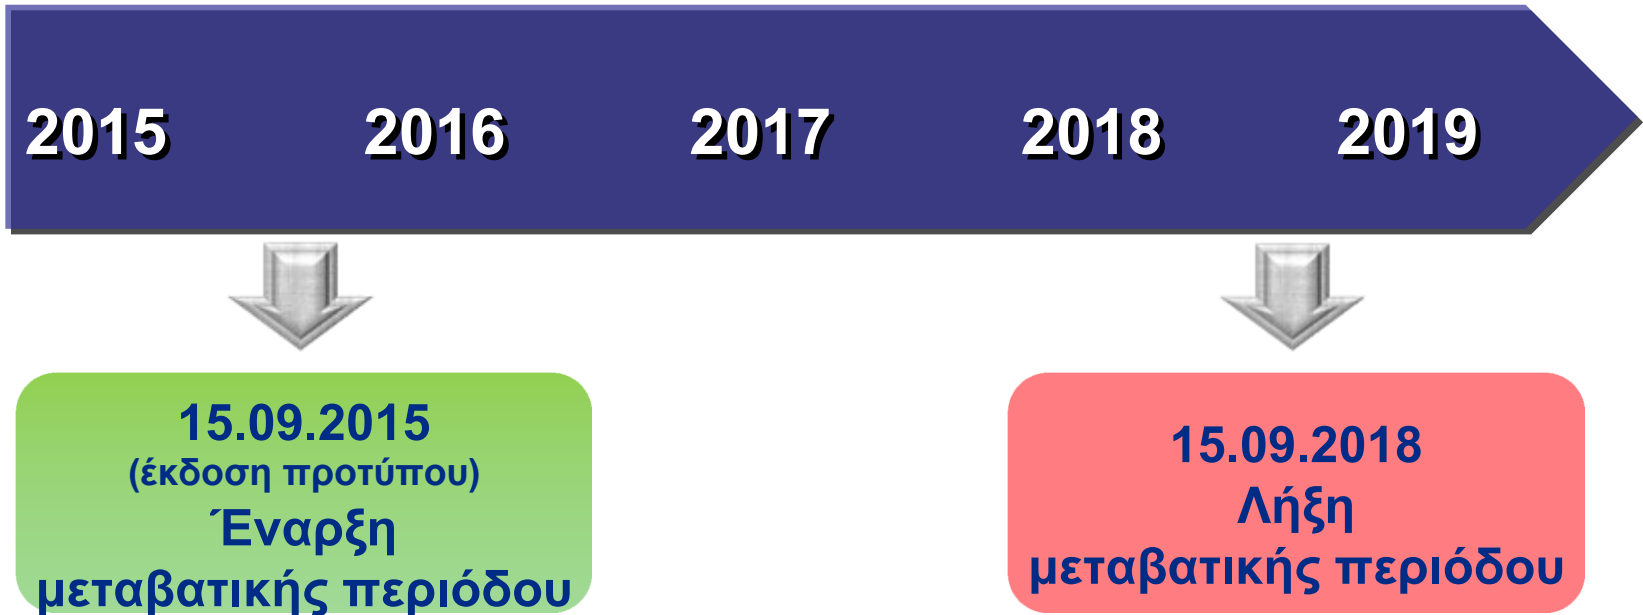 2015 2016 2017 2018 2019
15.09.2015
(έκδοση προτύπου)
Έναρξη
μεταβατικής περιόδου
15.09.2018
Λήξη
μεταβατικής περιόδου